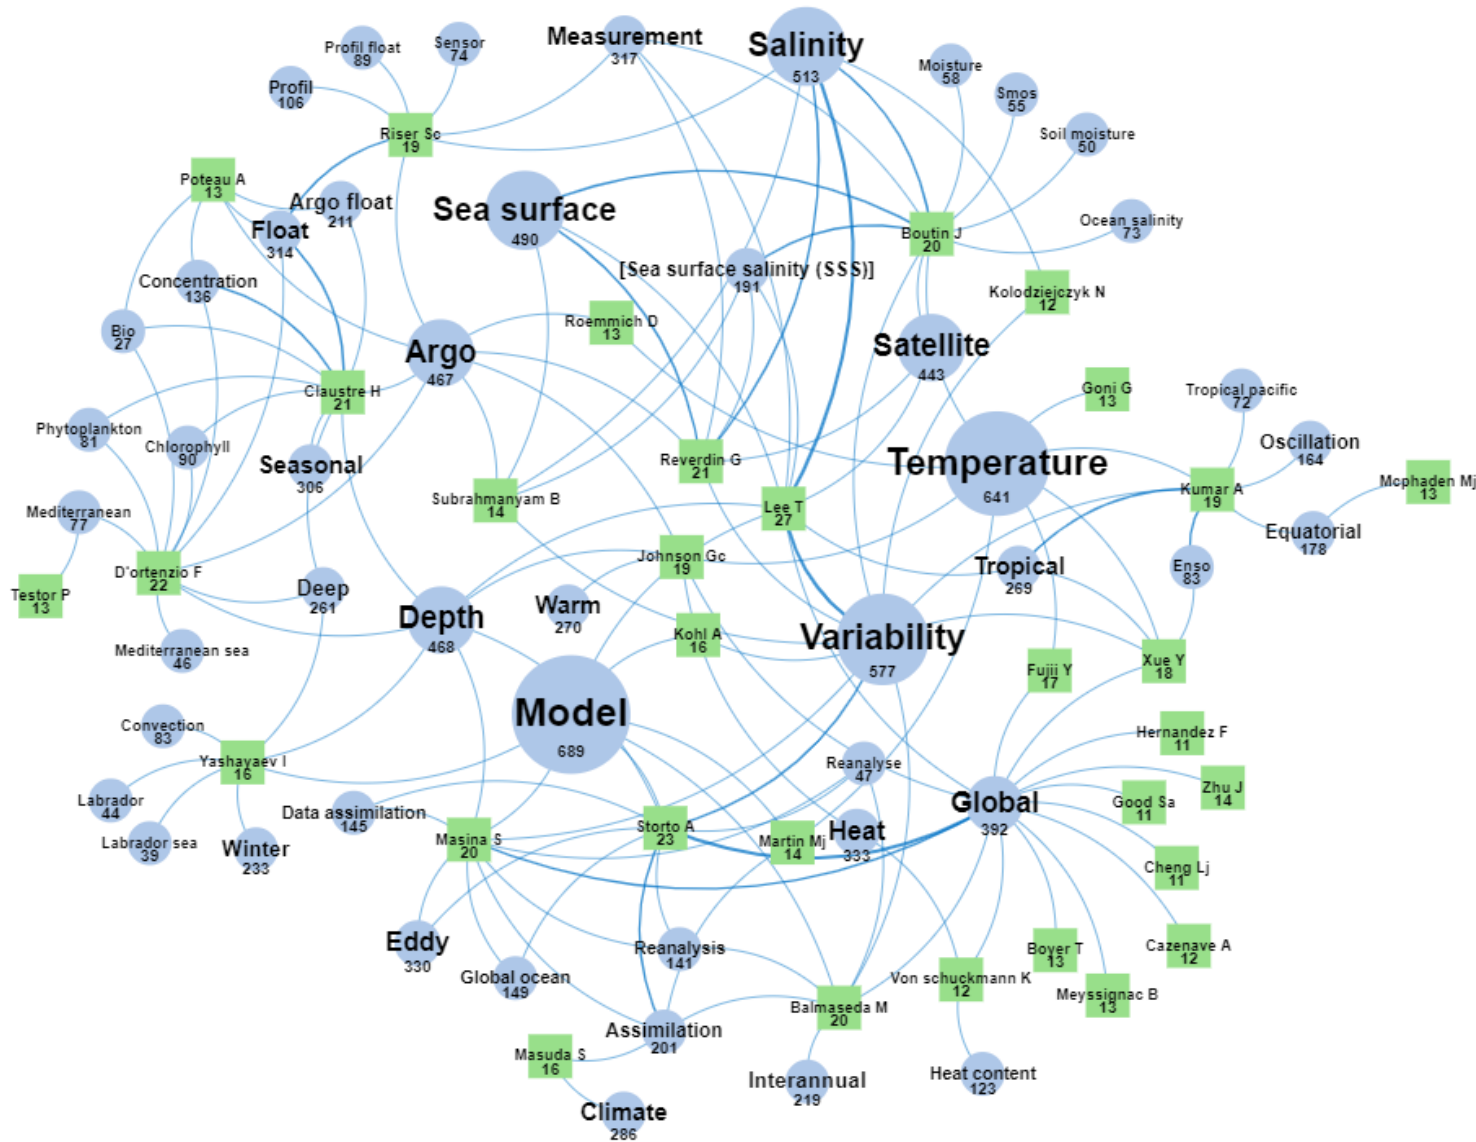 Profil float
89
Sensor
74
Measurement
317
Salinity
513
Moisture
58
Profil
106
Smos
55
Riser Sc
19
Soil moisture
50
Poteau A
13
Argo float
211
Sea surface
490
Float
314
Boutin J
20
Ocean salinity
73
[Sea surface salinity (SSS)]
191
Concentration
136
Kolodziejczyk N
12
Bio
27
Roemmich D
13
Argo
467
Satellite
443
Claustre H
21
Goni G
13
Tropical pacific
72
Phytoplankton
81
Chlorophyll
90
Seasonal
306
Reverdin G
21
Temperature
641
Oscillation
164
Subrahmanyam B
14
Lee T
27
Kumar A
19
Mcphaden Mj
13
Mediterranean
77
Equatorial
178
Johnson Gc
19
Tropical
269
Enso
83
D'ortenzio F
22
Testor P
13
Deep
261
Depth
468
Warm
270
Kohl A
16
Variability
577
Mediterranean sea
46
Fujii Y
17
Xue Y
18
Model
689
Convection
83
Yashayaev I
16
Reanalyse
47
Hernandez F
11
Labrador
44
Data assimilation
145
Global
392
Good Sa
11
Zhu J
14
Labrador sea
39
Winter
233
Masina S
20
Storto A
23
Martin Mj
14
Heat
333
Cheng Lj
11
Eddy
330
Reanalysis
141
Boyer T
13
Cazenave A
12
Global ocean
149
Von schuckmann K
12
Meyssignac B
13
Balmaseda M
20
Assimilation
201
Masuda S
16
Interannual
219
Heat content
123
Climate
286